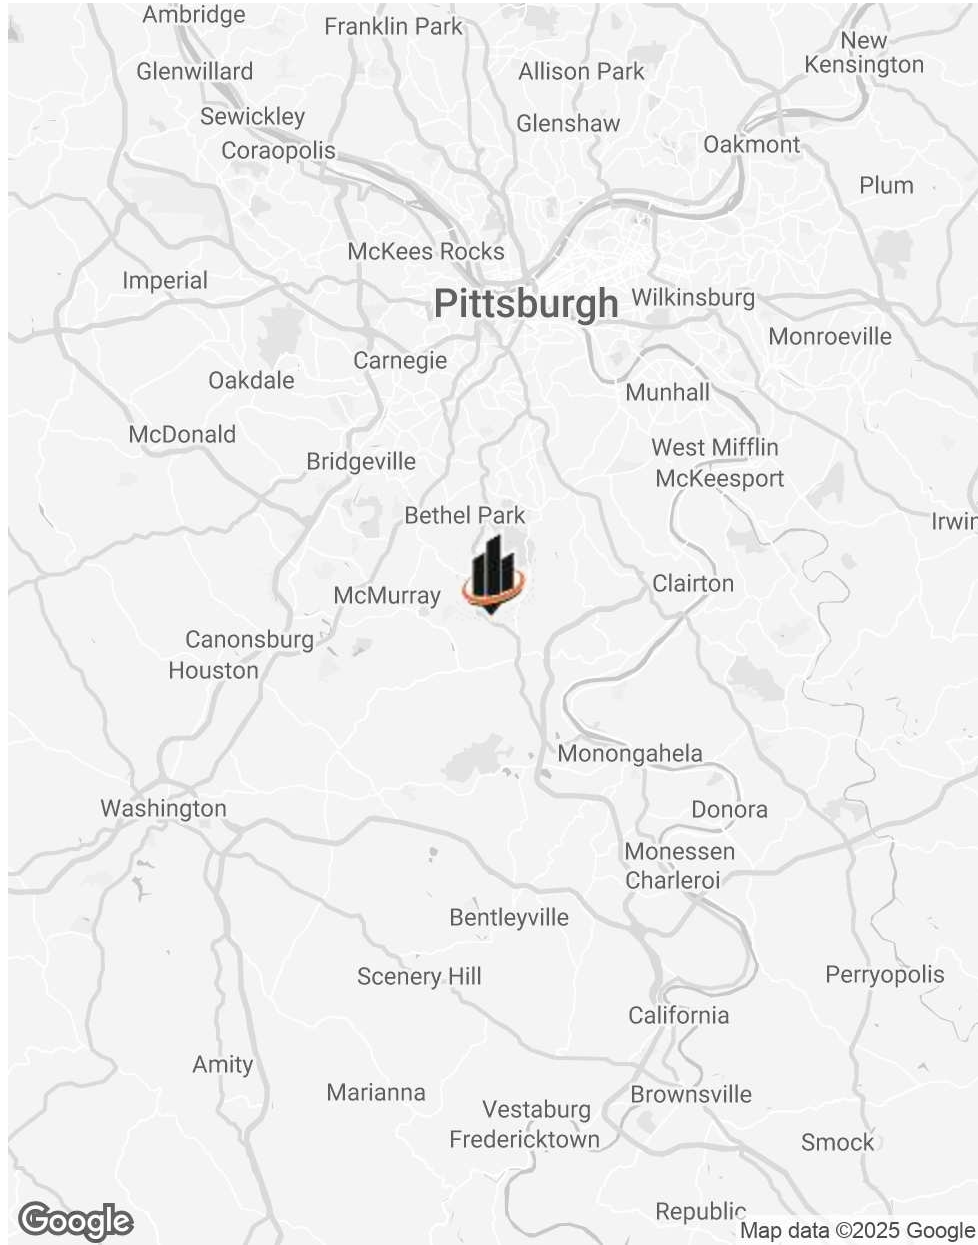 Ambridge
Franklin Park
New
Kensington
Glenwillard
Allison Park
Sewickley
Glenshaw
Coraopolis
Oakmont
Plum
McKees Rocks
Imperial
Pittsburgh
Wilkinsburg
Monroeville
Carnegie
Oakdale
Munhall
McDonald
West Mifflin
Bridgeville
McKeesport
Bethel Park
Irwin
Clairton
McMurray
Canonsburg
Houston
Monongahela
Washington
Donora
Monessen
Charleroi
Bentleyville
Scenery Hill
Perryopolis
California
Amity
Marianna
Brownsville
Vestaburg
Fredericktown
Smock
Republic
Google
Map data ©2025 Google